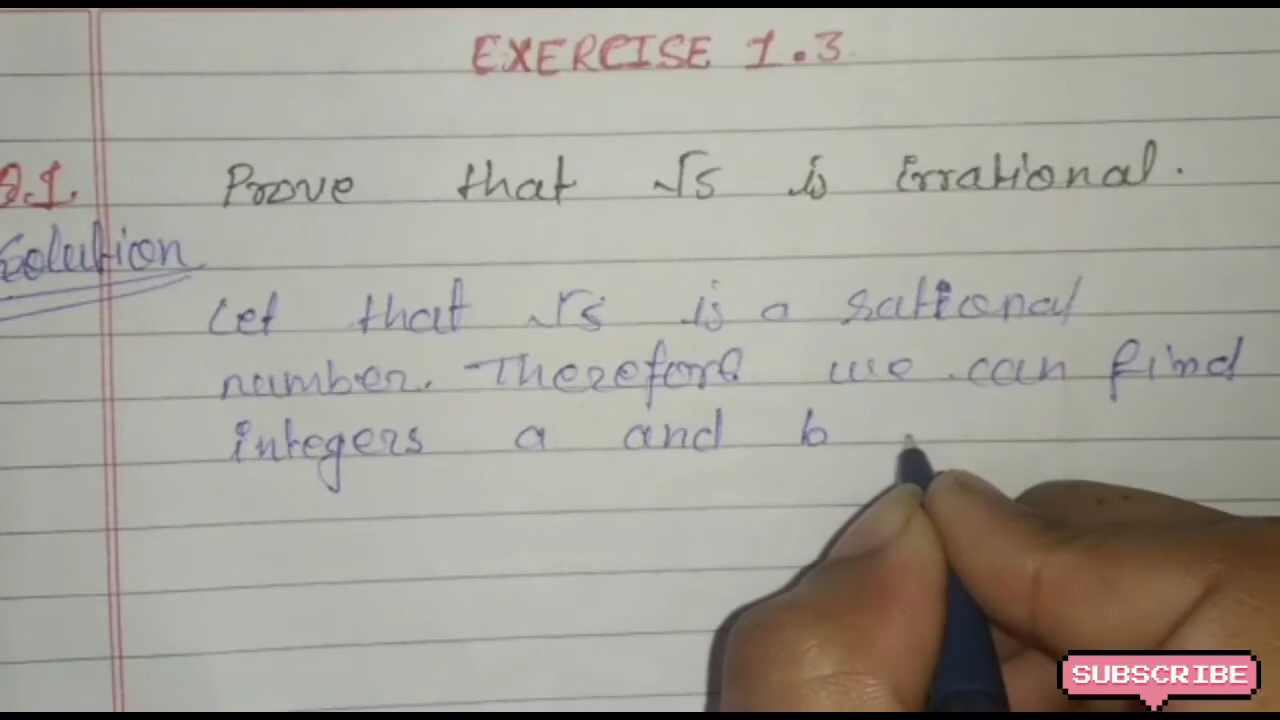 EXERCISE 1.3
Q.1. Prove that √5 is irrational.
Solution
Let that √5 is a rational
number. Therefore we can find
integers a and b
SUBSCRIBE